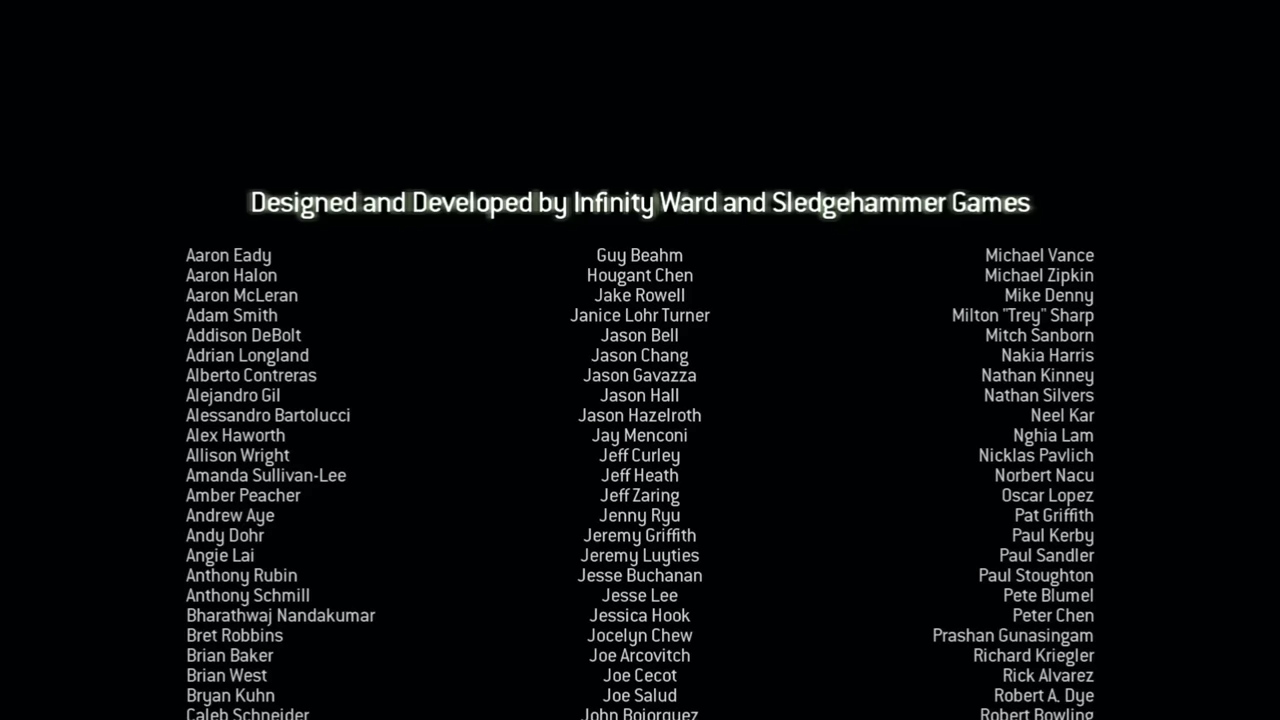 Designed and Developed by Infinity Ward and Sledgehammer Games
Aaron Eady Guy Beahm Michael Vance
Aaron Halon Hougant Chen Michael Zipkin
Aaron McLeran Jake Rowell Mike Denny
Adam Smith Janice Lohr Turner Milton "Trey" Sharp
Addison DeBolt Jason Bell Mitch Sanborn
Adrian Longland Jason Chang Nakia Harris
Alberto Contreras Jason Gavazza Nathan Kinney
Alejandro Gil Jason Hall Nathan Silvers
Alessandro Bartolucci Jason Hazelroth Neel Kar
Alex Haworth Jay Menconi Nghia Lam
Allison Wright Jeff Curley Nicklas Pavlich
Amanda Sullivan-Lee Jeff Heath Norbert Nacu
Amber Peacher Jeff Zaring Oscar Lopez
Andrew Aye Jenny Ryu Pat Griffith
Andy Dohr Jeremy Griffith Paul Kerby
Angie Lai Jeremy Luyties Paul Sandler
Anthony Rubin Jesse Buchanan Paul Stoughton
Anthony Schmill Jesse Lee Pete Blumel
Bharathwaj Nandakumar Jessica Hook Peter Chen
Bret Robbins Jocelyn Chew Prashan Gunasingam
Brian Baker Joe Arcovitch Richard Kriegler
Brian West Joe Cecot Rick Alvarez
Bryan Kuhn Joe Salud Robert A. Dye
Caleb Schneider John Bojorquez Robert Bowling